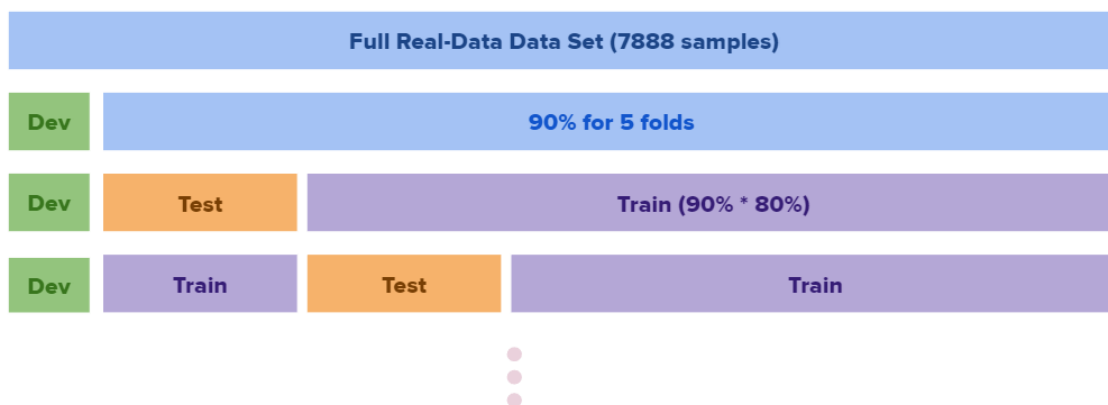 Full Real-Data Data Set (7888 samples)
Dev 90% for 5 folds
Dev Test Train (90% * 80%)
Dev Train Test Train